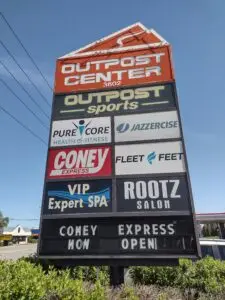 OUTPOST
CENTER
3602
OUTPOST
sports
PURE CORE
HEALTH & FITNESS
JAZZERCISE
CONEY
EXPRESS
FLEET FEET
VIP
Expert SPA
ROOTZ
SALON
CONEY EXPRESS
NOW OPEN